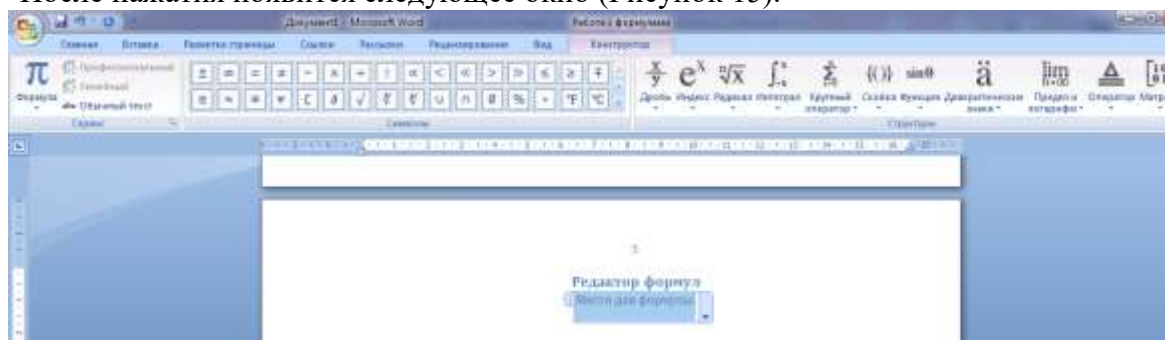 После нажатия появится следующее окно (Рисунок 13).
Документ1 - Microsoft Word
Работа с формулами
Главная Вставка Разметка страницы Ссылки Рассылки Рецензирование Вид Конструктор
π
Профессиональный
Линейный
abc Обычный текст
Формула
Дробь Индекс Радикал Интеграл Крупный оператор Скобка Функция Диакритические знаки Предел и логарифм Оператор
Сервис Символы Структуры
5
Редактор формул
Место для формулы.